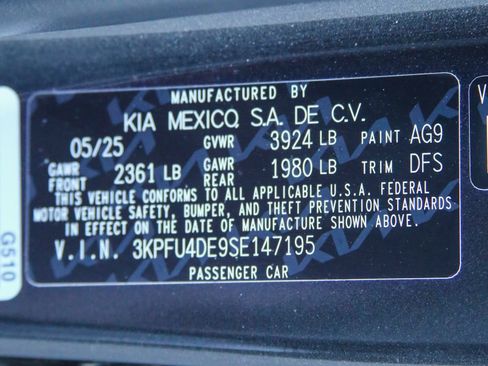 MANUFACTURED BY
KIA MEXICO, S.A. DE C.V.
05/25 GVWR 3924 LB PAINT AG9
GAWR FRONT 2361 LB GAWR REAR 1980 LB TRIM DFS
THIS VEHICLE CONFORMS TO ALL APPLICABLE U.S.A. FEDERAL
MOTOR VEHICLE SAFETY, BUMPER, AND THEFT PREVENTION STANDARDS
IN EFFECT ON THE DATE OF MANUFACTURE SHOWN ABOVE.
V.I.N. 3KPFU4DE9SE147195
PASSENGER CAR
G510
V